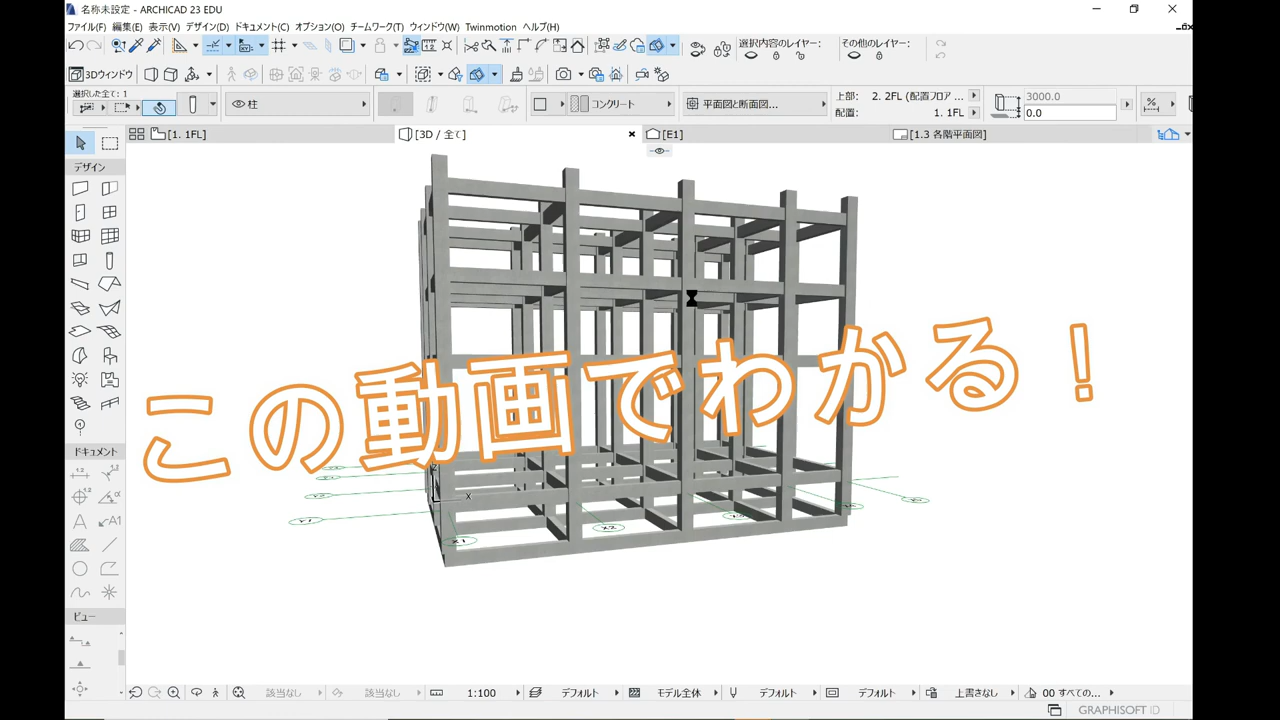 名称未設定 - ARCHICAD 23 EDU
ファイル(F) 編集(E) 表示(V) デザイン(D) ドキュメント(C) オプション(O) チームワーク(T) ウィンドウ(W) Twinmotion ヘルプ(H)
選択内容のレイヤー: その他のレイヤー:
3Dウィンドウ
選択した全て: 1
柱 コンクリート 平面図と断面図...
上部: 2. 2FL (配置フロア ... 3000.0
配置: 1. 1FL 0.0
[1. 1FL] [3D / 全て] [E1] [1.3 各階平面図]
デザイン
この動画でわかる！
Z
X
X1 X2
ドキュメント
1.2
1.2
A A1
ビュー
該当なし 該当なし 1:100 デフォルト モデル全体 デフォルト デフォルト 上書きなし 00 すべての...
GRAPHISOFT ID